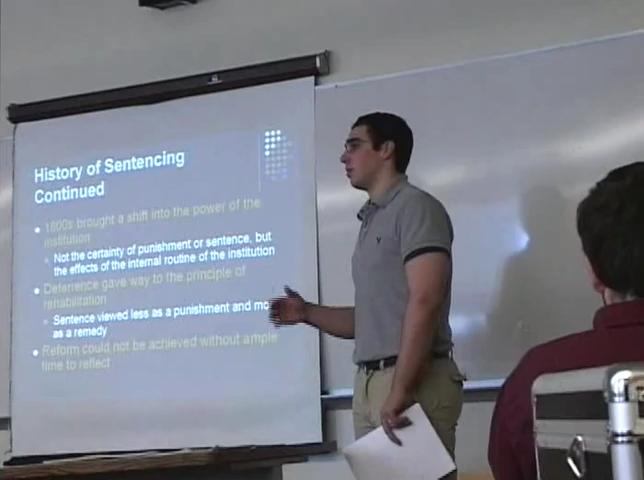 History of Sentencing
Continued
1800s brought a shift into the power of the
institution
Not the certainty of punishment or sentence, but
the effects of the internal routine of the institution
Deterrence gave way to the principle of
rehabilitation
Sentence viewed less as a punishment and
as a remedy
Reform could not be achieved without ample
time to reflect